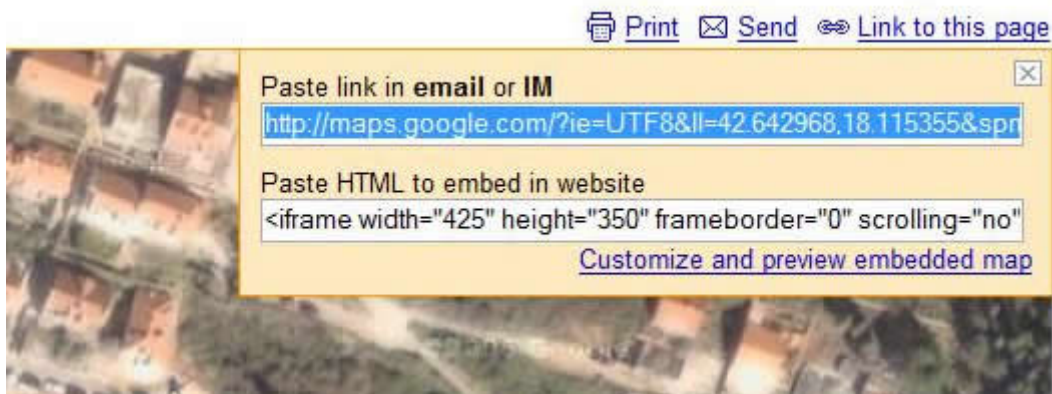 Print Send Link to this page
Paste link in email or IM
http://maps.google.com/?ie=UTF8&ll=42.642968,18.115355&spn
Paste HTML to embed in website
<iframe width="425" height="350" frameborder="0" scrolling="no"
Customize and preview embedded map